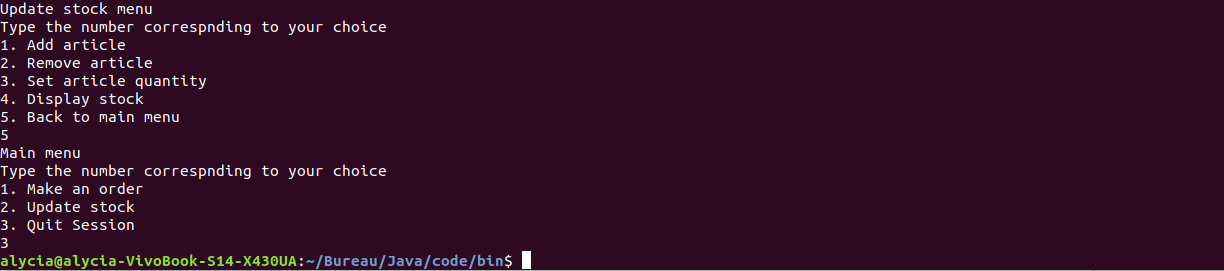 Update stock menu
Type the number correspnding to your choice
1. Add article
2. Remove article
3. Set article quantity
4. Display stock
5. Back to main menu
5
Main menu
Type the number correspnding to your choice
1. Make an order
2. Update stock
3. Quit Session
3
alycia@alycia-VivoBook-S14-X430UA:~/Bureau/Java/code/bin$